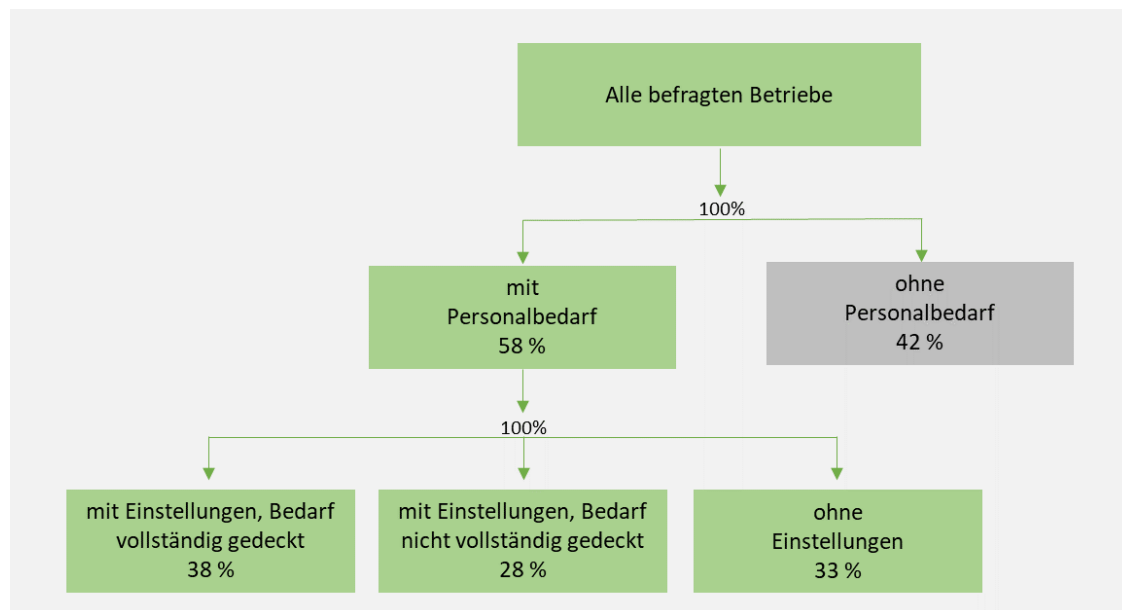 Alle befragten Betriebe
100%
mit
Personalbedarf
58 %
ohne
Personalbedarf
42 %
100%
mit Einstellungen, Bedarf
vollständig gedeckt
38 %
mit Einstellungen, Bedarf
nicht vollständig gedeckt
28 %
ohne
Einstellungen
33 %